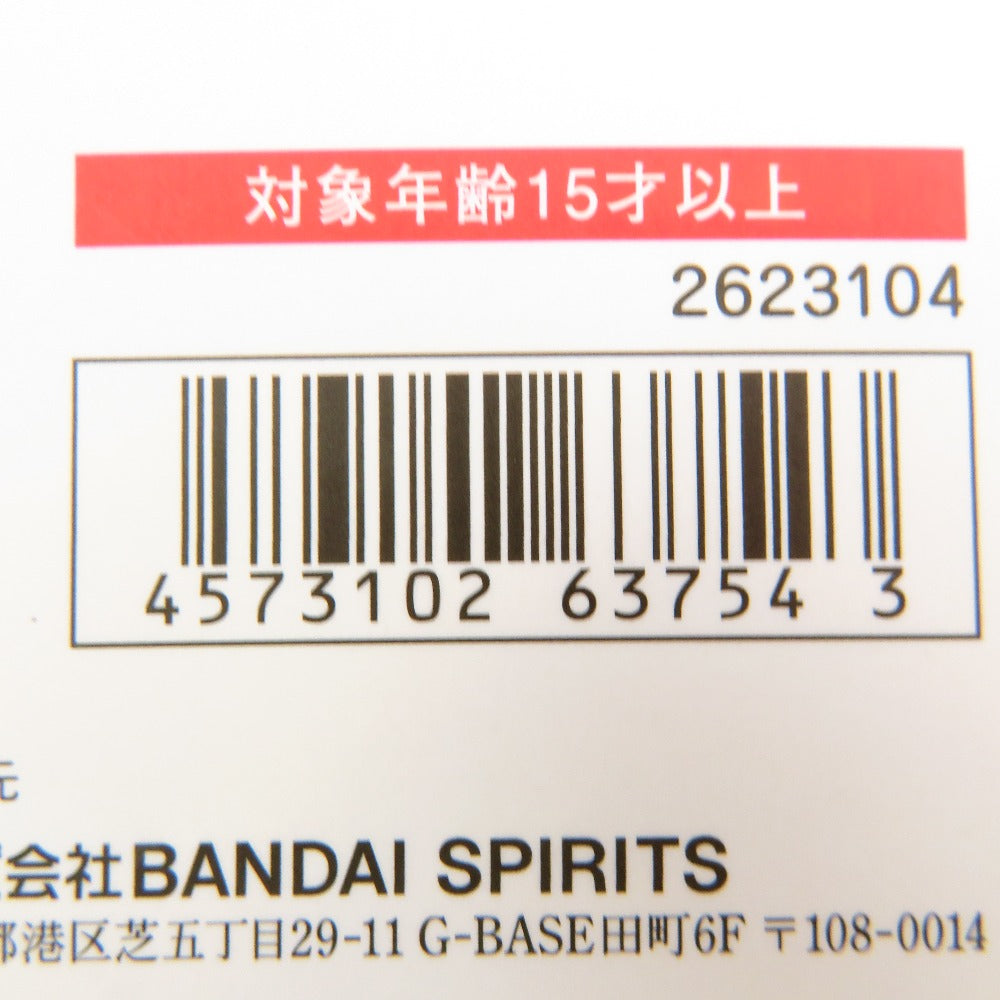 対象年齢15才以上
2623104
4573102 63754 3
元
会社BANDAI SPIRITS
港区芝五丁目29-11 G-BASE田町6F 〒108-0014